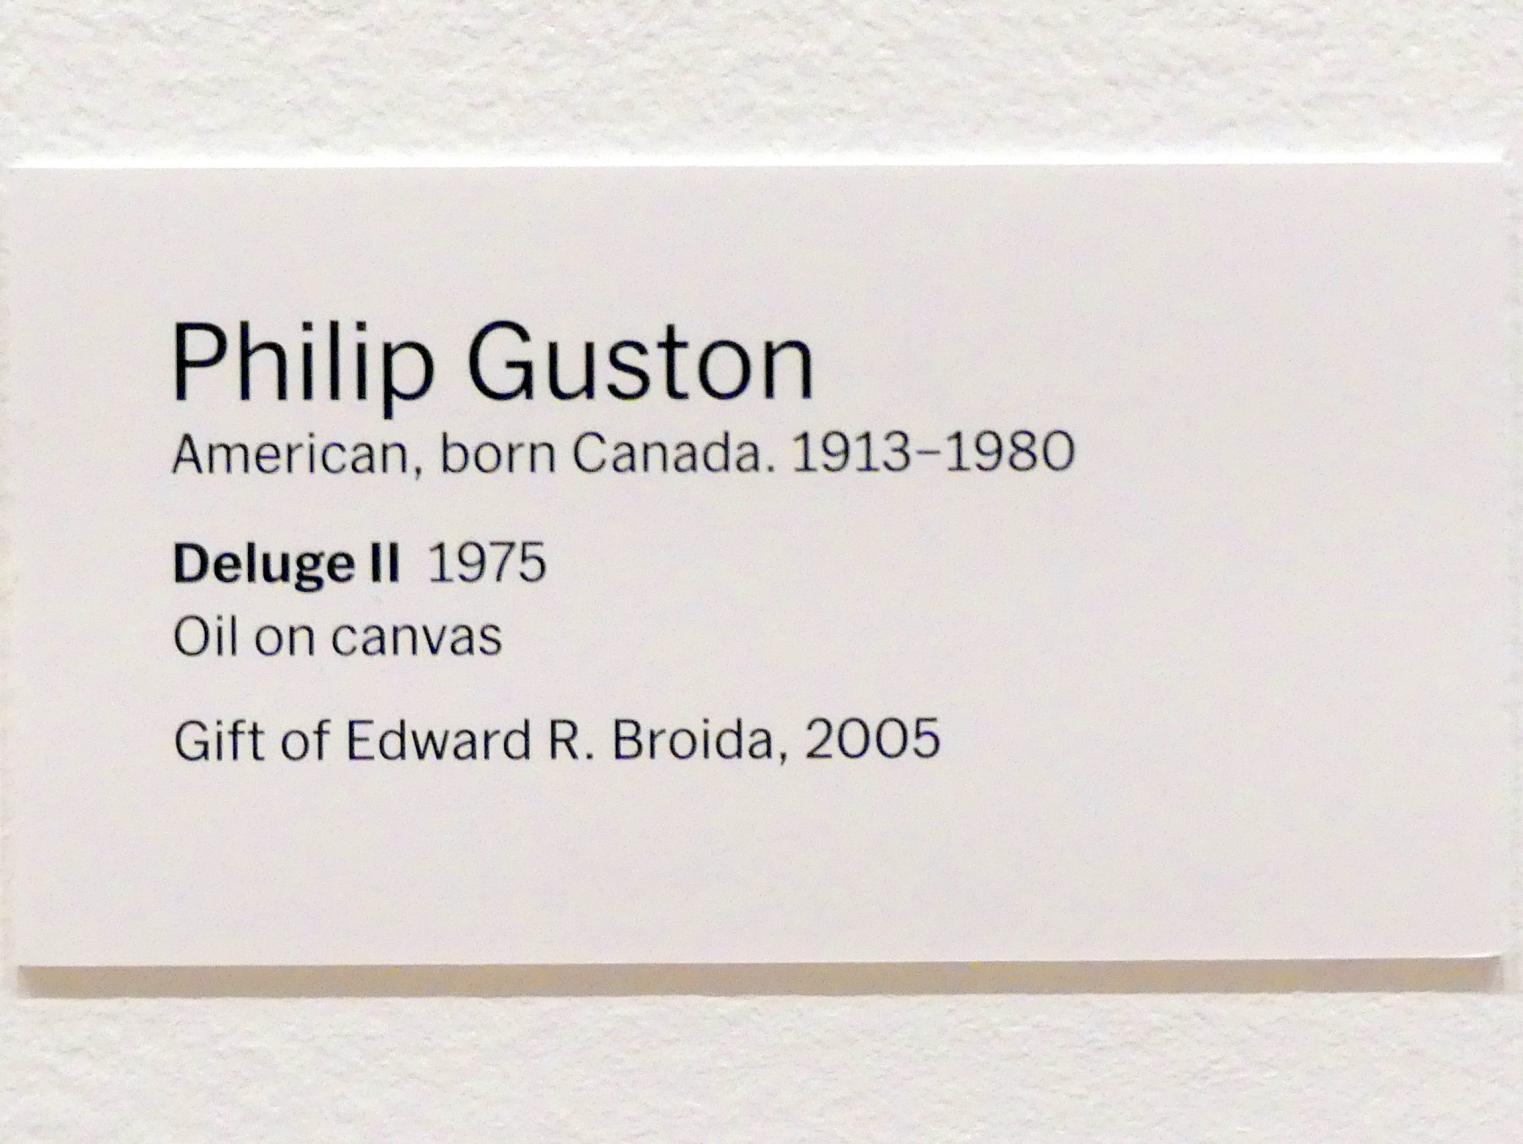 Philip Guston
American, born Canada. 1913–1980
Deluge II 1975
Oil on canvas
Gift of Edward R. Broida, 2005